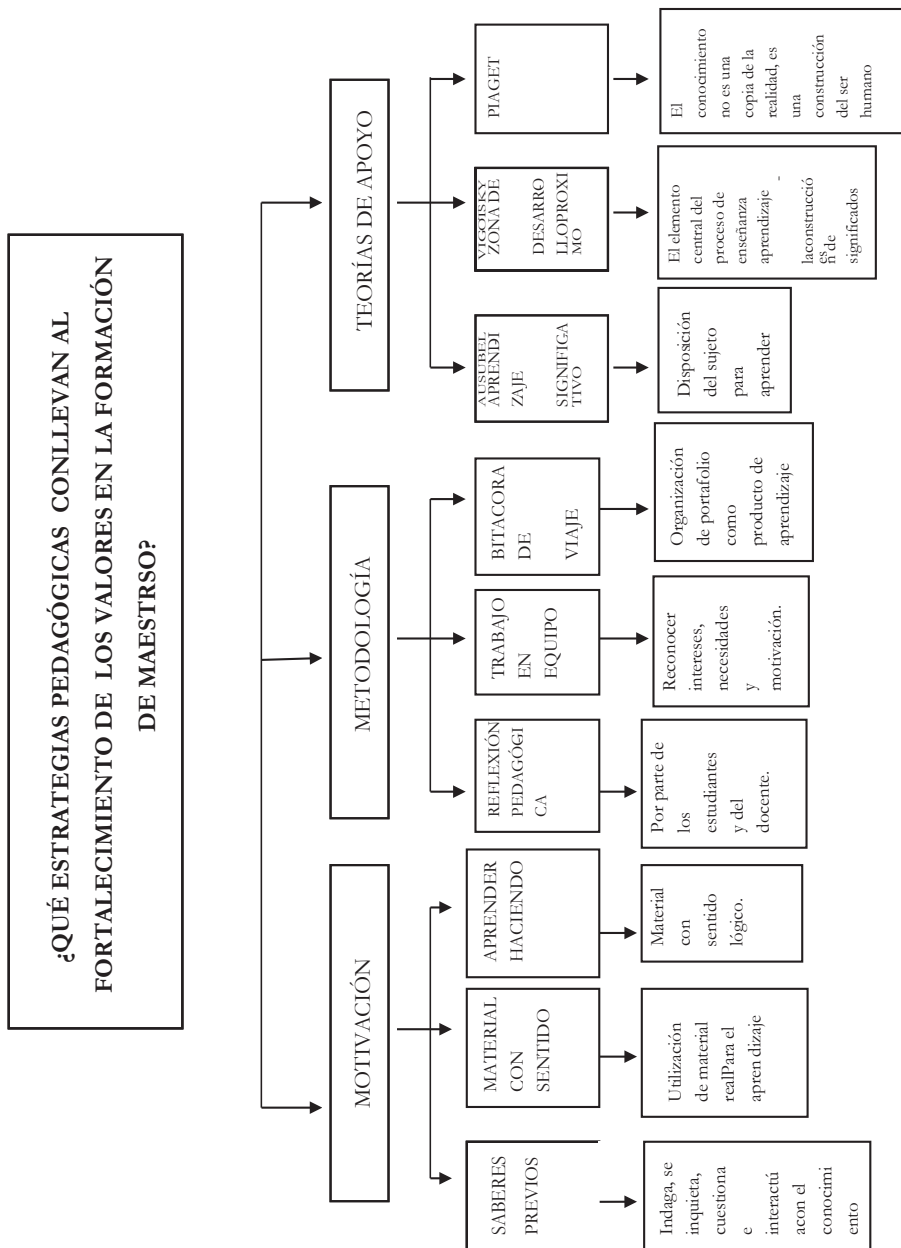 ¿QUÉ ESTRATEGIAS PEDAGÓGICAS CONLLEVAN AL
FORTALECIMIENTO DE LOS VALORES EN LA FORMACIÓN
DE MAESTRSO?
MOTIVACIÓN
METODOLOGÍA
TEORÍAS DE APOYO
SABERES
PREVIOS
MATERIAL
CON
SENTIDO
APRENDER
HACIENDO
REFLEXIÓN
PEDAGÓGI
CA
TRABAJO
EN
EQUIPO
BITACORA
DE
VIAJE
AUSUBEL
APRENDI
ZAJE
SIGNIFICA
TIVO
VIGOISKY
ZONA DE
DESARRO
LLOPROXI
MO
PIAGET
Indaga, se
inquieta,
cuestiona
e
interactú
acon el
conocimi
ento
Utilización
de material
realPara el
apren dizaje
Material
con
sentido
lógico.
Por parte de
los
estudiantes
y del
docente.
Reconocer
intereses,
necesidades
y
motivación.
Organización
de portafolio
como
producto de
aprendizaje
Disposición
del sujeto
para
aprender
El elemento
central del
proceso de
enseñanza
aprendizaje -
laconstrucció
es
n de
significados
El
conocimiento
no es una
copia de la
realidad, es
una
construcción
del ser
humano